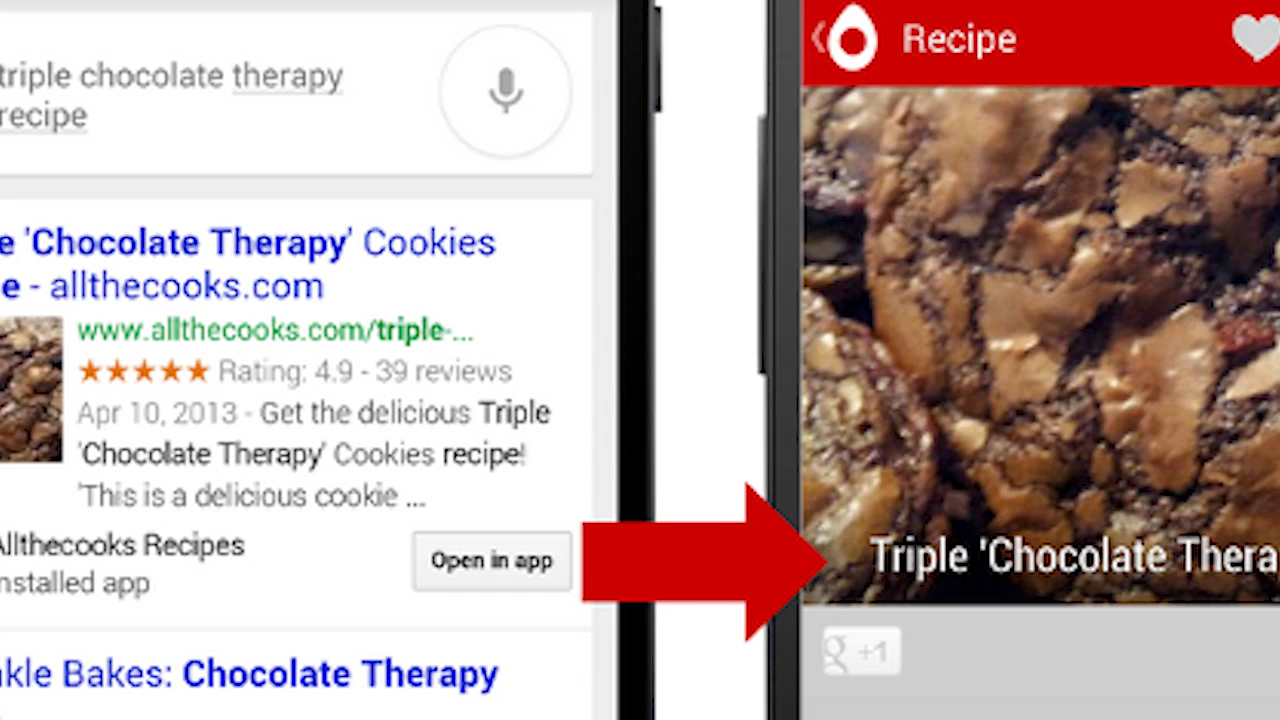 triple chocolate therapy
recipe
e 'Chocolate Therapy' Cookies
e - allthecooks.com
www.allthecooks.com/triple-...
Rating: 4.9 - 39 reviews
Apr 10, 2013 - Get the delicious Triple
'Chocolate Therapy' Cookies recipe!
'This is a delicious cookie ...
Allthecooks Recipes
nstalled app
Open in app
kle Bakes: Chocolate Therapy
Recipe
Triple 'Chocolate Thera
g +1